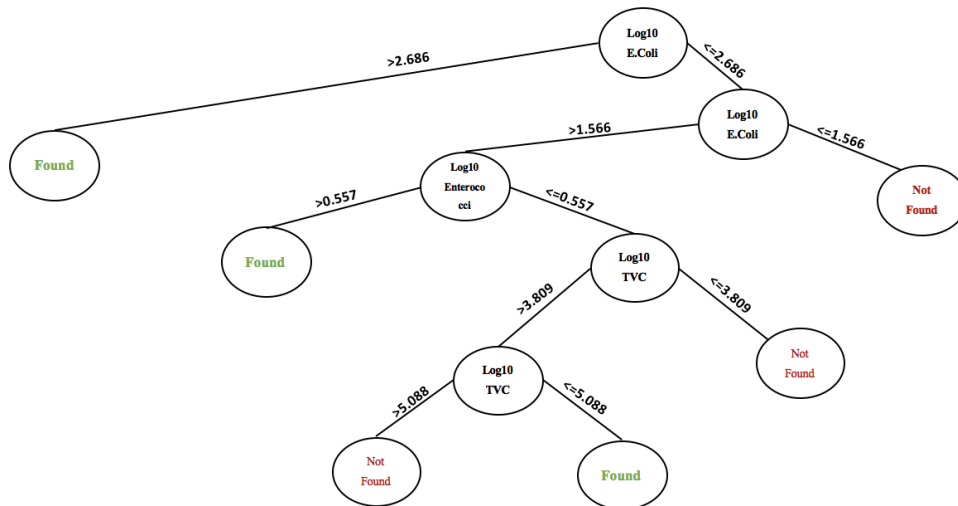 Log10
E.Coli
>2.686
<=2.686
Log10
E.Coli
>1.566
<=1.566
Found
Log10
Enteroco
cci
Not
Found
>0.557
<=0.557
Found
Log10
TVC
>3.809
<=3.809
Not
Found
Log10
TVC
>5.088
<=5.088
Not
Found
Found